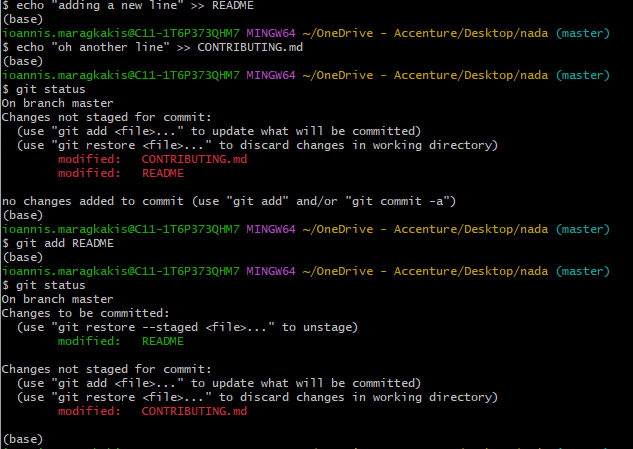 $ echo "adding a new line" >> README
(base)
ioannis.maragkakis@C11-1T6P373QHM7 MINGW64 ~/OneDrive - Accenture/Desktop/nada (master)
$ echo "oh another line" >> CONTRIBUTING.md
(base)
ioannis.maragkakis@C11-1T6P373QHM7 MINGW64 ~/OneDrive - Accenture/Desktop/nada (master)
$ git status
On branch master
Changes not staged for commit:
  (use "git add <file>..." to update what will be committed)
  (use "git restore <file>..." to discard changes in working directory)
        modified:   CONTRIBUTING.md
        modified:   README

no changes added to commit (use "git add" and/or "git commit -a")
(base)
ioannis.maragkakis@C11-1T6P373QHM7 MINGW64 ~/OneDrive - Accenture/Desktop/nada (master)
$ git add README
(base)
ioannis.maragkakis@C11-1T6P373QHM7 MINGW64 ~/OneDrive - Accenture/Desktop/nada (master)
$ git status
On branch master
Changes to be committed:
  (use "git restore --staged <file>..." to unstage)
        modified:   README

Changes not staged for commit:
  (use "git add <file>..." to update what will be committed)
  (use "git restore <file>..." to discard changes in working directory)
        modified:   CONTRIBUTING.md

(base)